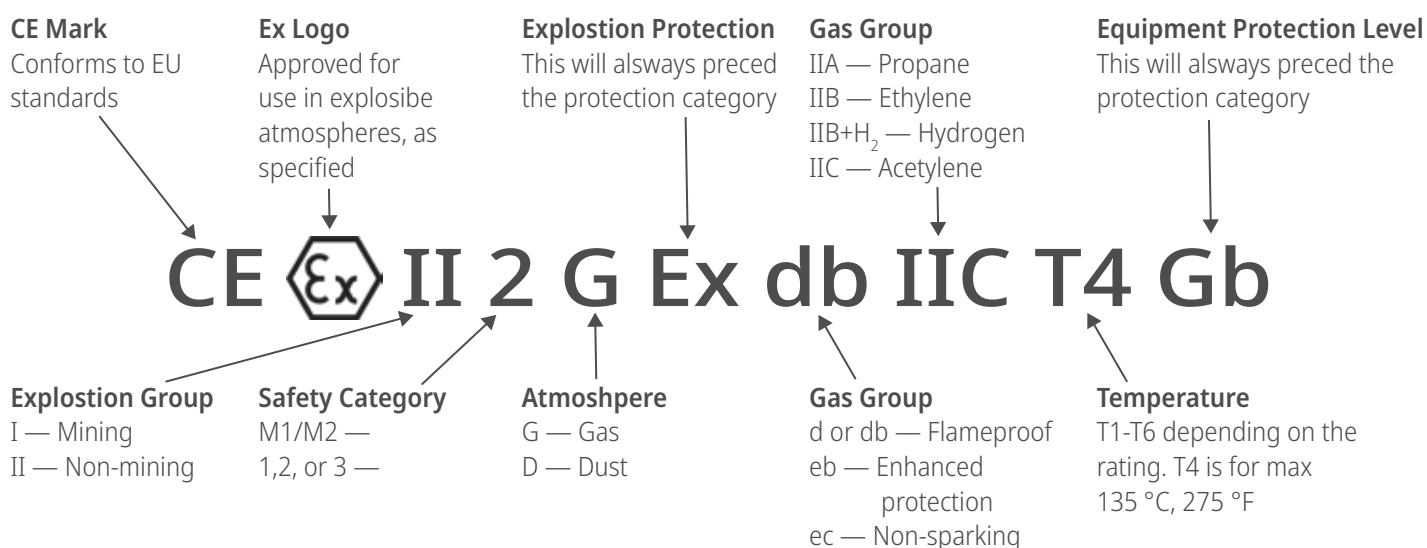 CE Mark
Conforms to EU
standards
Ex Logo
Approved for
use in explosibe
atmospheres, as
specified
Explostion Protection
This will alsways preced
the protection category
Gas Group
IIA — Propane
IIB — Ethylene
IIB+H₂ — Hydrogen
IIC — Acetylene
Equipment Protection Level
This will alsways preced the
protection category
CE Ex II 2 G Ex db IIC T4 Gb
Explostion Group
I — Mining
II — Non-mining
Safety Category
M1/M2 —
1,2, or 3 —
Atmoshpere
G — Gas
D — Dust
Gas Group
d or db — Flameproof
eb — Enhanced
protection
ec — Non-sparking
Temperature
T1-T6 depending on the
rating. T4 is for max
135 °C, 275 °F